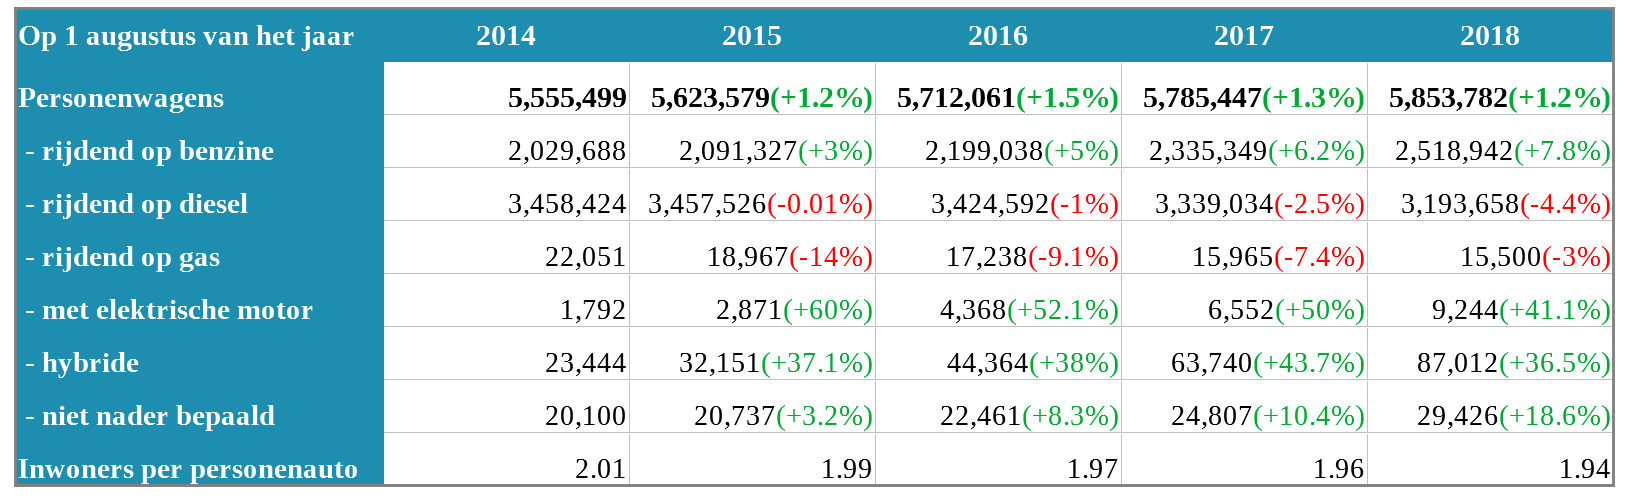 Op 1 augustus van het jaar 2014 2015 2016 2017 2018
Personenwagens 5,555,499 5,623,579(+1.2%) 5,712,061(+1.5%) 5,785,447(+1.3%) 5,853,782(+1.2%)
- rijdend op benzine 2,029,688 2,091,327(+3%) 2,199,038(+5%) 2,335,349(+6.2%) 2,518,942(+7.8%)
- rijdend op diesel 3,458,424 3,457,526(-0.01%) 3,424,592(-1%) 3,339,034(-2.5%) 3,193,658(-4.4%)
- rijdend op gas 22,051 18,967(-14%) 17,238(-9.1%) 15,965(-7.4%) 15,500(-3%)
- met elektrische motor 1,792 2,871(+60%) 4,368(+52.1%) 6,552(+50%) 9,244(+41.1%)
- hybride 23,444 32,151(+37.1%) 44,364(+38%) 63,740(+43.7%) 87,012(+36.5%)
- niet nader bepaald 20,100 20,737(+3.2%) 22,461(+8.3%) 24,807(+10.4%) 29,426(+18.6%)
Inwoners per personenauto 2.01 1.99 1.97 1.96 1.94